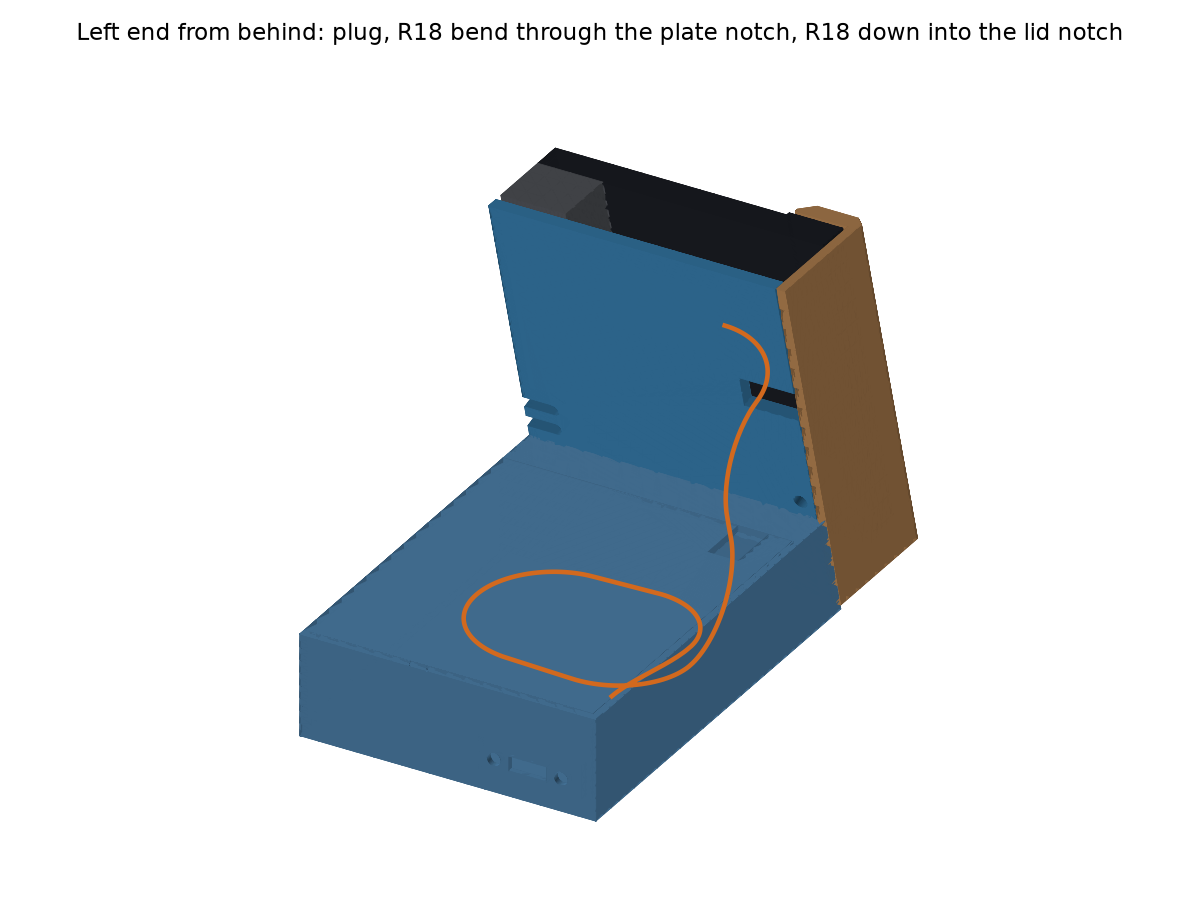 Left end from behind: plug, R18 bend through the plate notch, R18 down into the lid notch